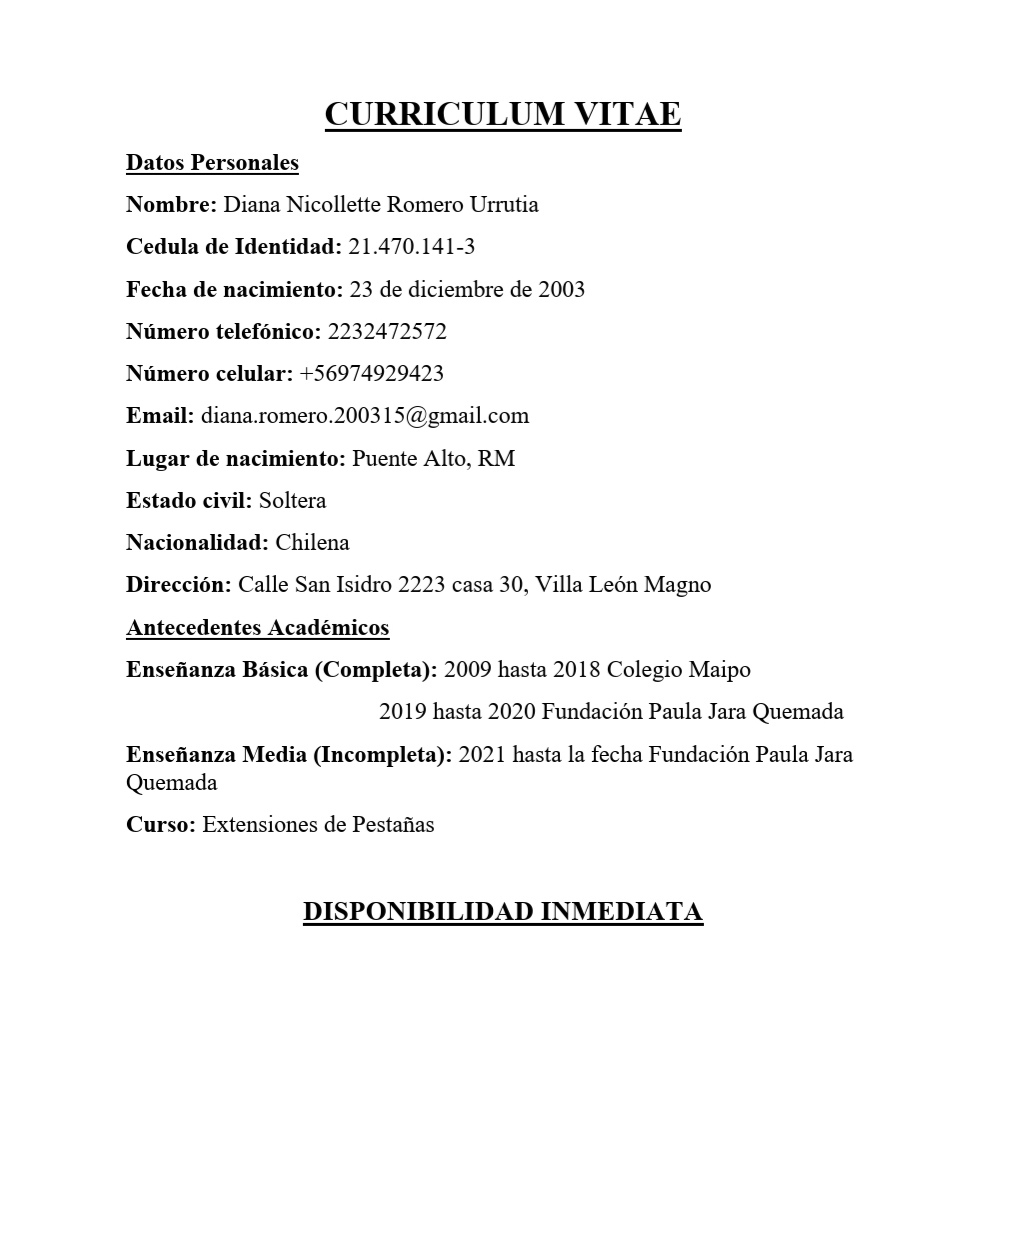 CURRICULUM VITAE
Datos Personales
Nombre: Diana Nicollette Romero Urrutia
Cedula de Identidad: 21.470.141-3
Fecha de nacimiento: 23 de diciembre de 2003
Número telefónico: 2232472572
Número celular: +56974929423
Email: diana.romero.200315@gmail.com
Lugar de nacimiento: Puente Alto, RM
Estado civil: Soltera
Nacionalidad: Chilena
Dirección: Calle San Isidro 2223 casa 30, Villa León Magno
Antecedentes Académicos
Enseñanza Básica (Completa): 2009 hasta 2018 Colegio Maipo
2019 hasta 2020 Fundación Paula Jara Quemada
Enseñanza Media (Incompleta): 2021 hasta la fecha Fundación Paula Jara
Quemada
Curso: Extensiones de Pestañas
DISPONIBILIDAD INMEDIATA